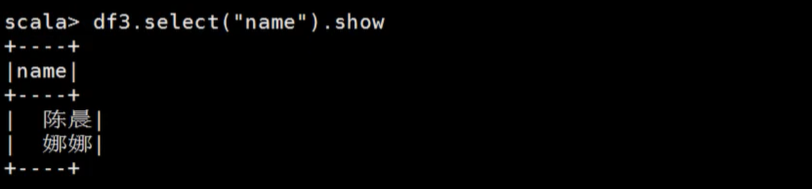 scala> df3.select("name").show
+----+
|name|
+----+
|  陈晨|
|  娜娜|
+----+